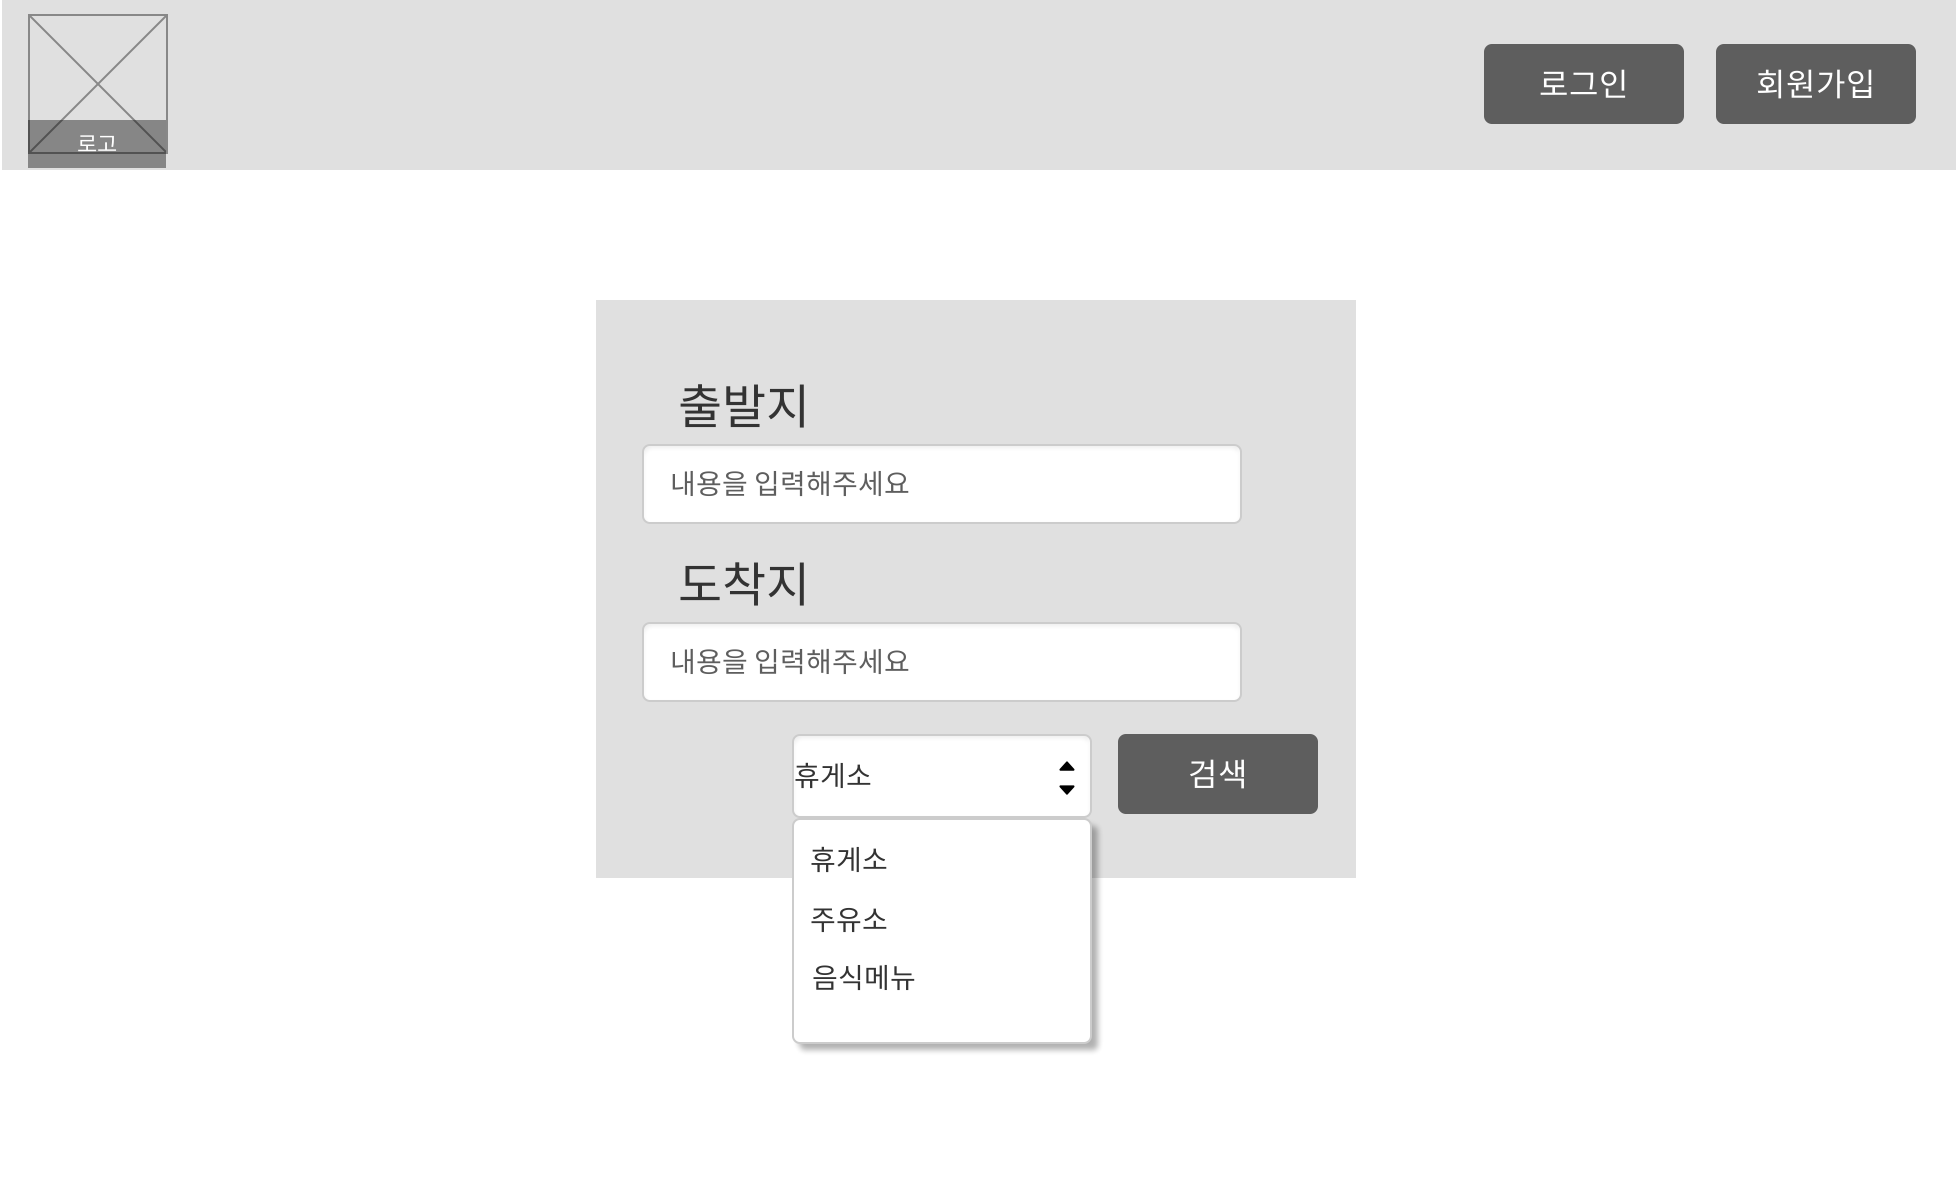 로고
로그인
회원가입
출발지
내용을 입력해주세요
도착지
내용을 입력해주세요
휴게소
검색
휴게소
주유소
음식메뉴